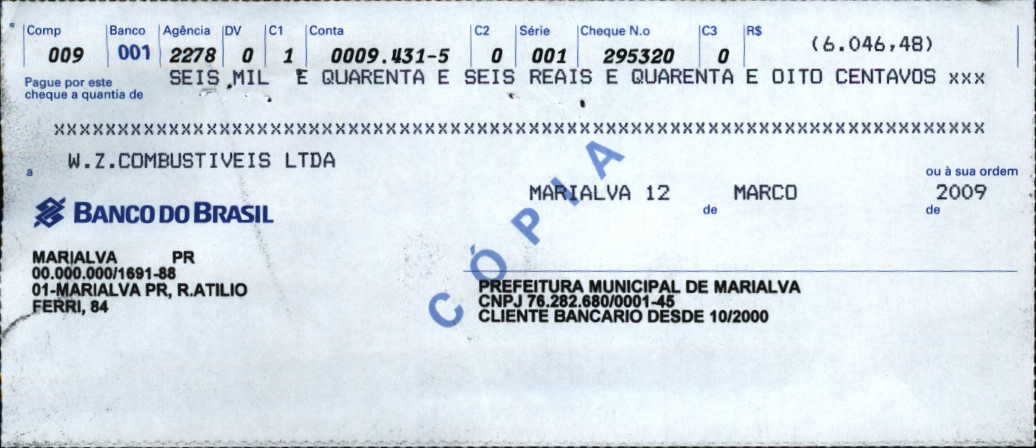 Comp Banco Agência DV C1 Conta C2 Série Cheque N.o C3 R$
009 001 2278 0 1 0009.431-5 0 001 295320 0 (6.046,48)
Pague por este cheque a quantia de SEIS MIL E QUARENTA E SEIS REAIS E QUARENTA E OITO CENTAVOS xxx
xxxxxxxxxxxxxxxxxxxxxxxxxxxxxxxxxxxxxxxxxxxxxxxxxxxxxxxxxxxxxxxxxxxxxxxxx
a W.Z.COMBUSTIVEIS LTDA ou à sua ordem
MARIALVA 12 de MARCO de 2009
BANCO DO BRASIL
CÓPIA
MARIALVA PR
00.000.000/1691-88
01-MARIALVA PR, R.ATILIO
FERRI, 84
PREFEITURA MUNICIPAL DE MARIALVA
CNPJ 76.282.680/0001-45
CLIENTE BANCARIO DESDE 10/2000